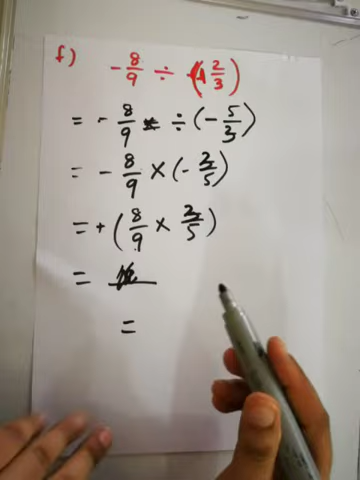 f) -8/9 ÷ (-1 2/3)
= - 8/9 ÷ (- 5/3)
= - 8/9 × (- 3/5)
= + (8/9 × 3/5)
=
=